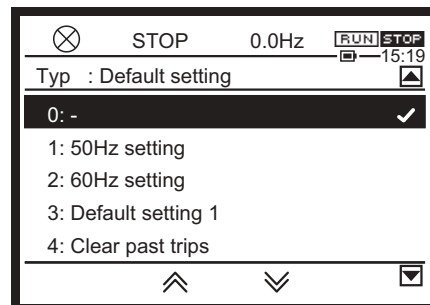 STOP 0.0Hz RUN STOP
15:19
Typ : Default setting
0: -
1: 50Hz setting
2: 60Hz setting
3: Default setting 1
4: Clear past trips